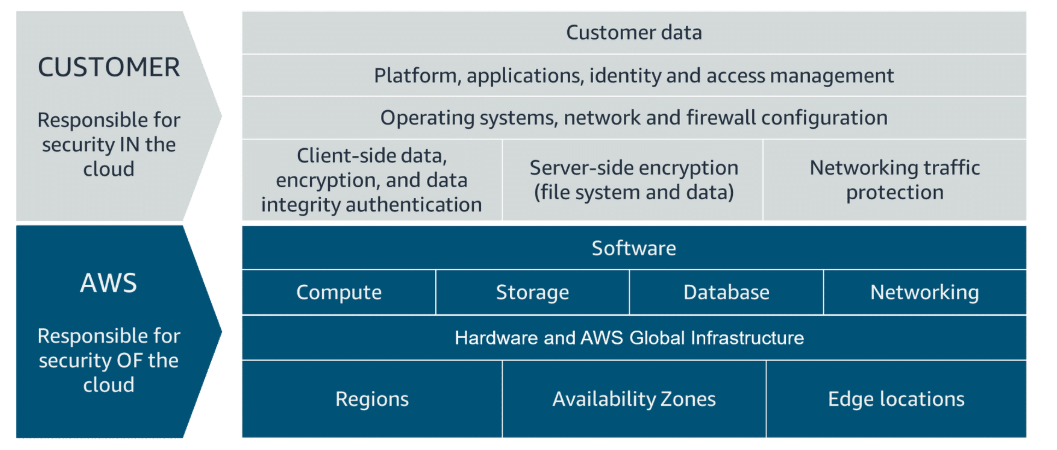 CUSTOMER
Responsible for
security IN the
cloud
Customer data
Platform, applications, identity and access management
Operating systems, network and firewall configuration
Client-side data,
encryption, and data
integrity authentication
Server-side encryption
(file system and data)
Networking traffic
protection
AWS
Responsible for
security OF the
cloud
Software
Compute
Storage
Database
Networking
Hardware and AWS Global Infrastructure
Regions
Availability Zones
Edge locations